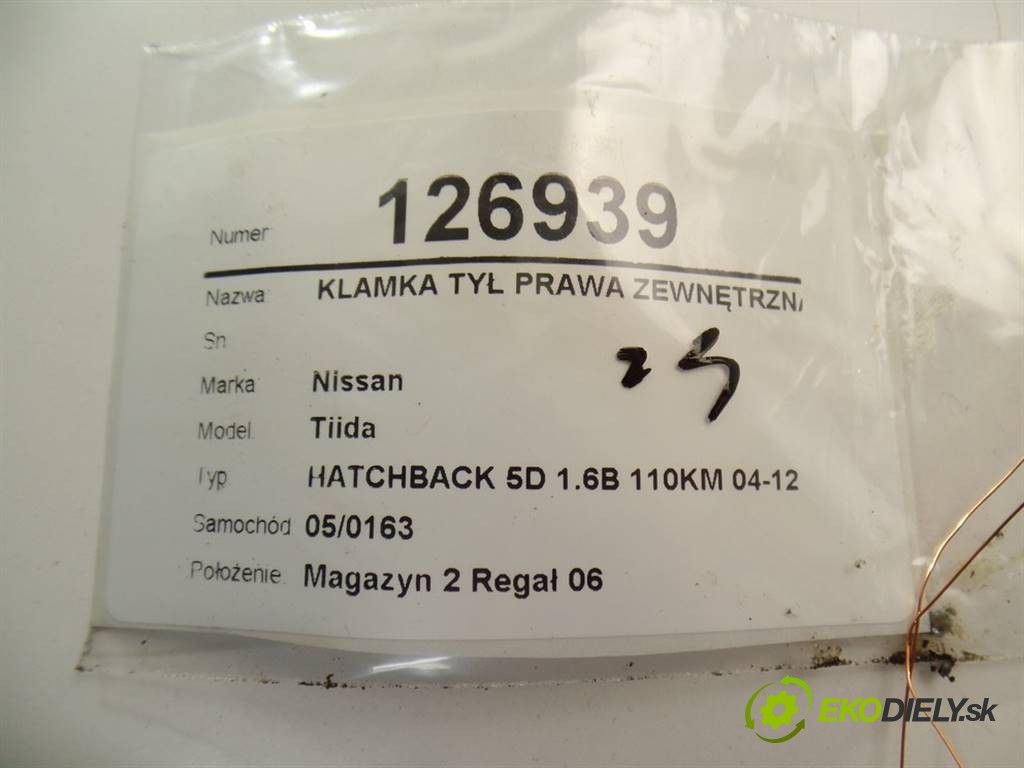 Numer 126939
Nazwa KLAMKA TYŁ PRAWA ZEWNĘTRZN
Sn
Marka Nissan
Model Tiida
Typ HATCHBACK 5D 1.6B 110KM 04-12
Samochód 05/0163
Położenie Magazyn 2 Regał 06
EKODIELY.sk